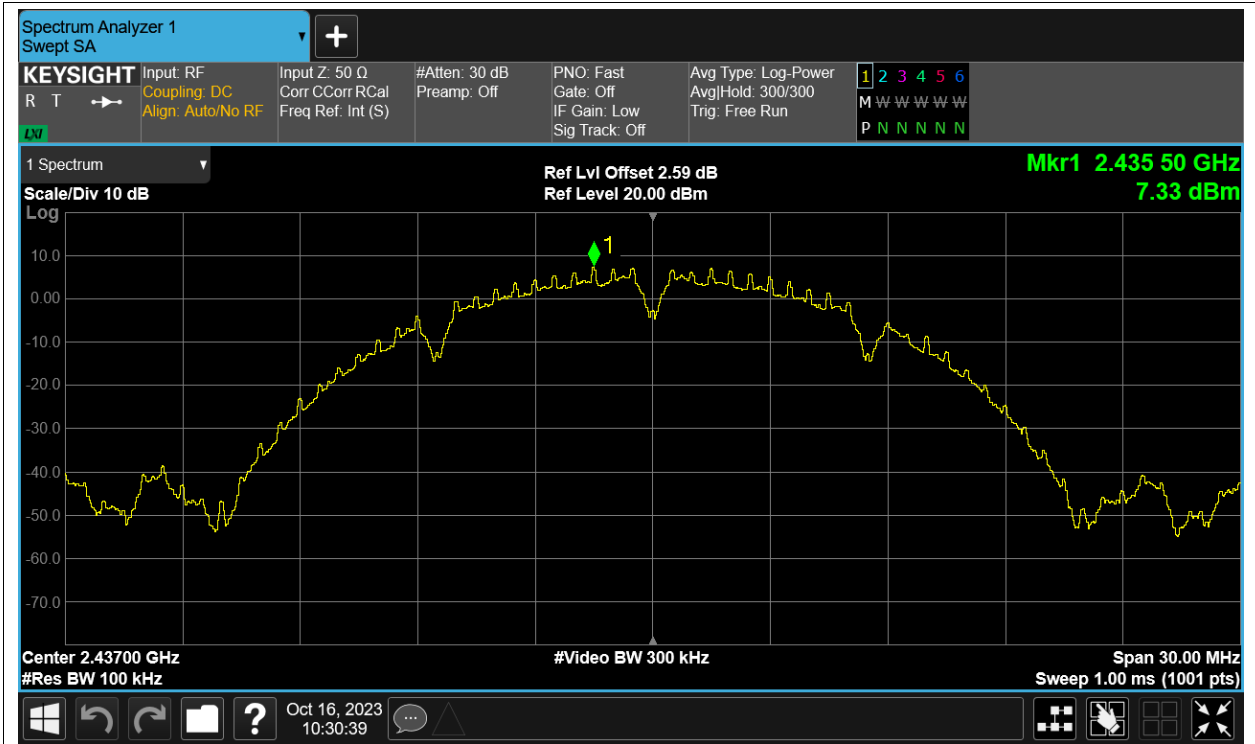 Spectrum Analyzer 1
Swept SA
KEYSIGHT
R T
LXI
Input: RF
Coupling: DC
Align: Auto/No RF
Input Z: 50 Ω
Corr CCorr RCal
Freq Ref: Int (S)
#Atten: 30 dB
Preamp: Off
PNO: Fast
Gate: Off
IF Gain: Low
Sig Track: Off
Avg Type: Log-Power
Avg|Hold: 300/300
Trig: Free Run
1 2 3 4 5 6
M W W W W W
P N N N N N
1 Spectrum
Scale/Div 10 dB
Ref Lvl Offset 2.59 dB
Ref Level 20.00 dBm
Mkr1 2.435 50 GHz
7.33 dBm
Log
1
10.0
0.00
-10.0
-20.0
-30.0
-40.0
-50.0
-60.0
-70.0
Center 2.43700 GHz
#Res BW 100 kHz
#Video BW 300 kHz
Span 30.00 MHz
Sweep 1.00 ms (1001 pts)
?
Oct 16, 2023
10:30:39